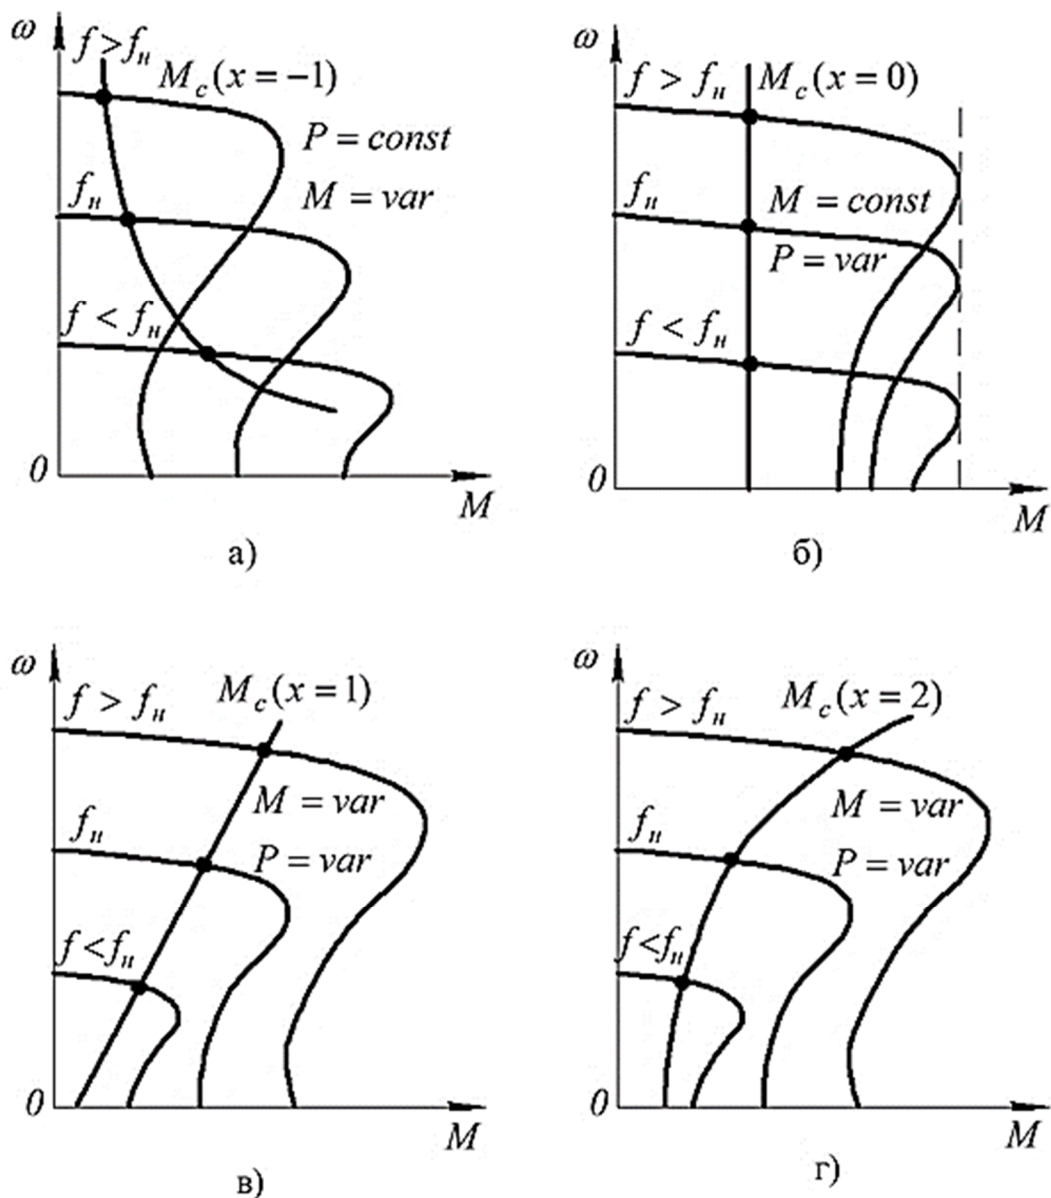 ω
f > fн
Mc(x = −1)
P = const
fн
M = var
f < fн
0
M
а)
ω
f > fн
Mc(x = 0)
fн
M = const
P = var
f < fн
0
M
б)
ω
Mc(x = 1)
f > fн
M = var
fн
P = var
f < fн
0
M
в)
ω
f > fн
Mc(x = 2)
M = var
fн
P = var
f < fн
0
M
г)